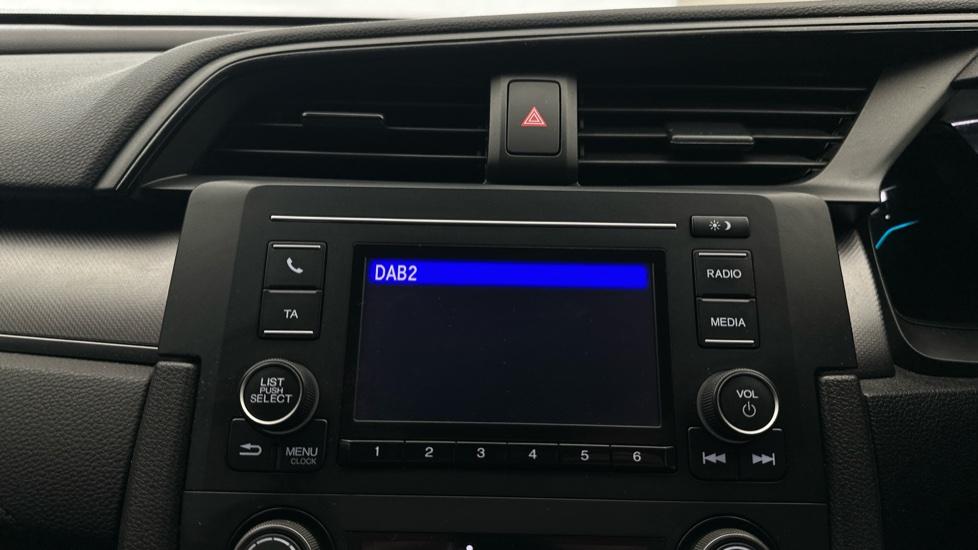 DAB2
RADIO
TA
MEDIA
LIST
PUSH
SELECT
VOL
MENU
CLOCK
1 2 3 4 5 6